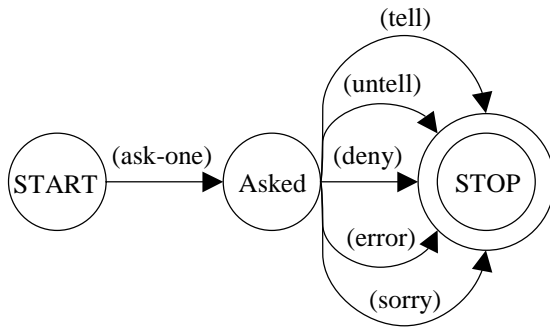 (tell)
(untell)
(ask-one)
(deny)
START
Asked
STOP
(error)
(sorry)